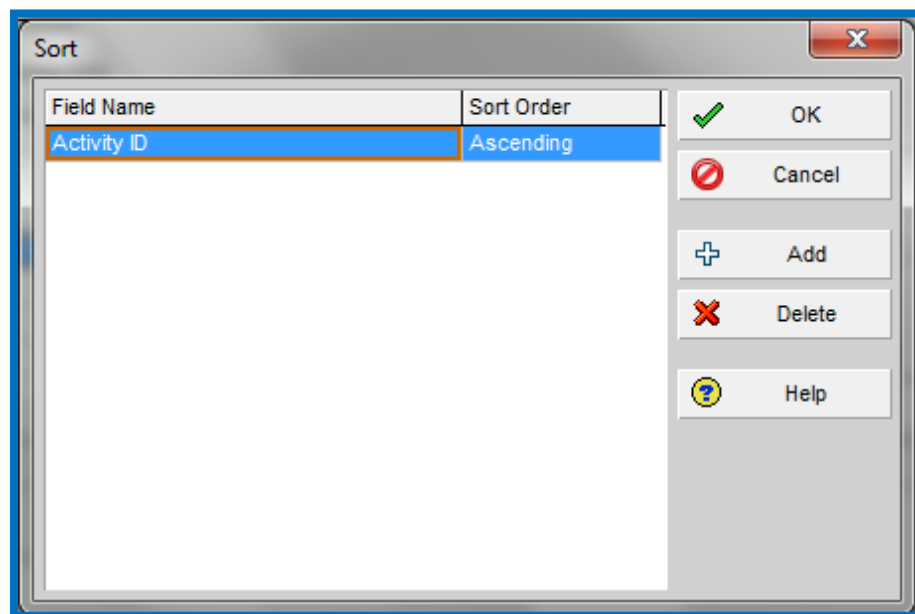 Sort
Field Name Sort Order
Activity ID Ascending
OK
Cancel
Add
Delete
Help